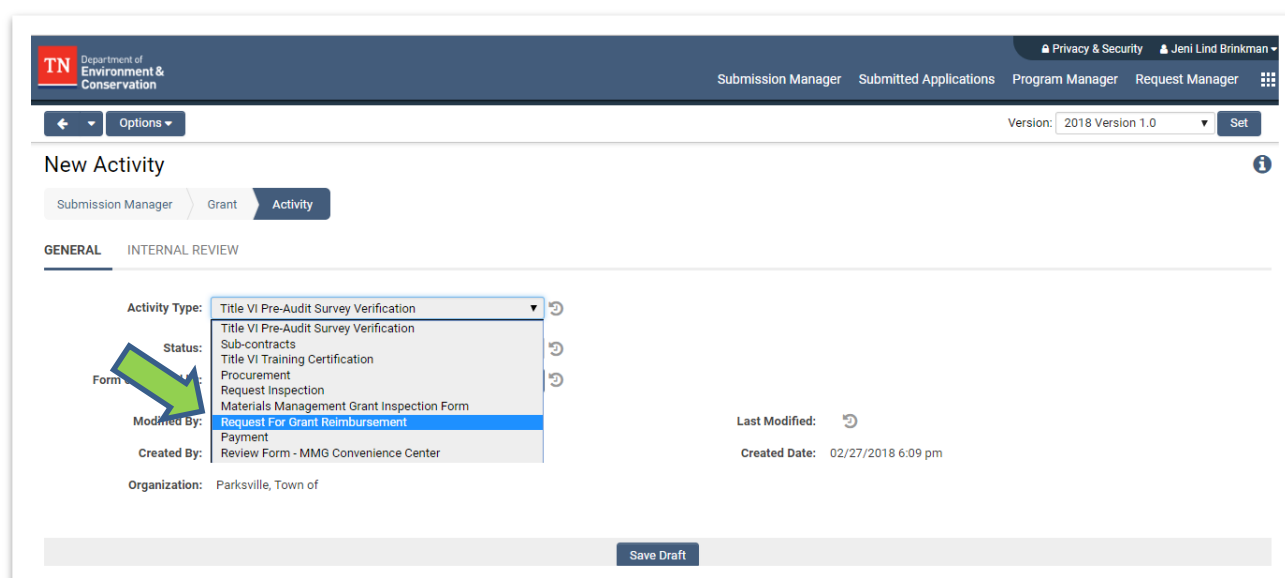 Privacy & Security Jeni Lind Brinkman
TN Department of
Environment &
Conservation
Submission Manager Submitted Applications Program Manager Request Manager
Options Version: 2018 Version 1.0 Set
New Activity
Submission Manager Grant Activity
GENERAL INTERNAL REVIEW
Activity Type: Title VI Pre-Audit Survey Verification
Title VI Pre-Audit Survey Verification
Status: Sub-contracts
Title VI Training Certification
Form Procurement
Request Inspection
Materials Management Grant Inspection Form
Modified By: Request For Grant Reimbursement Last Modified:
Payment
Created By: Review Form - MMG Convenience Center Created Date: 02/27/2018 6:09 pm
Organization: Parksville, Town of
Save Draft